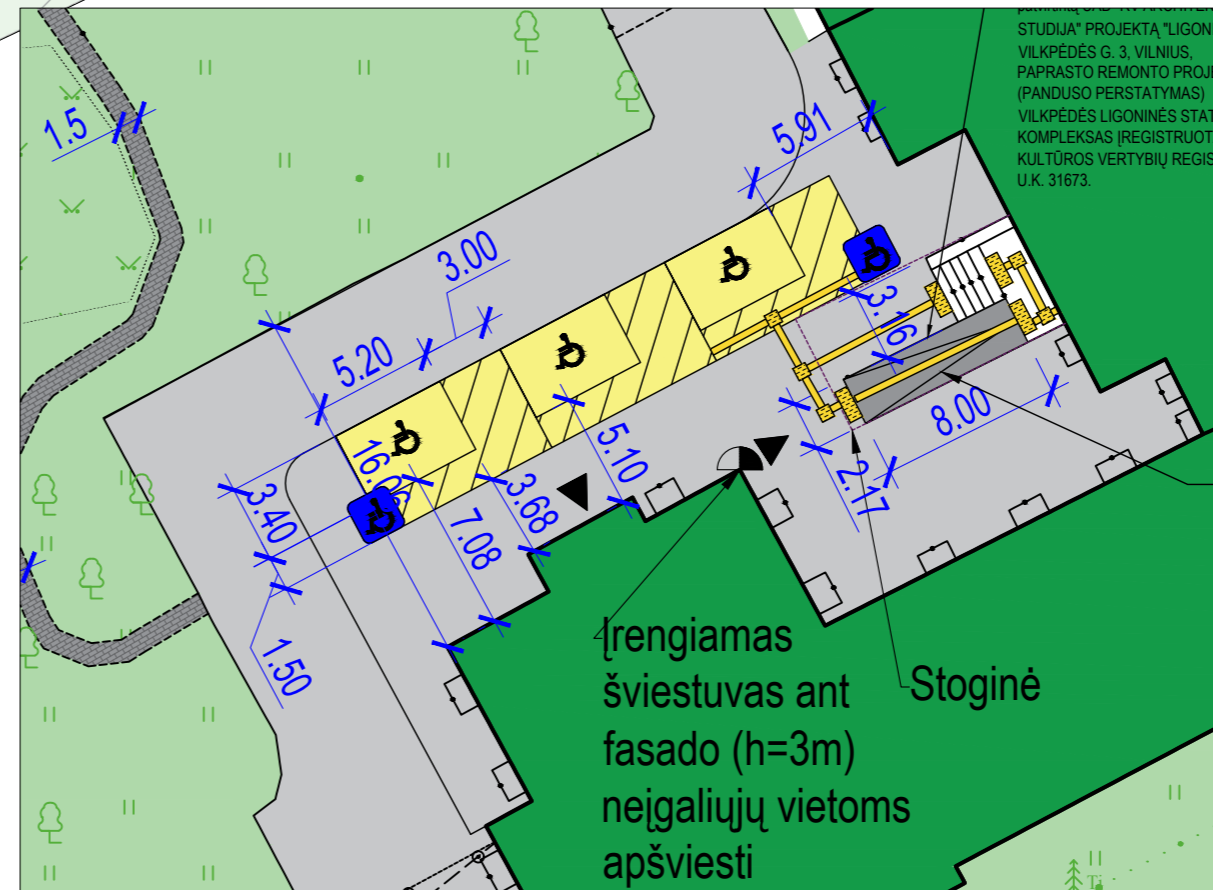 STUDIJA" PROJEKTĄ "LIGON
VILKPĖDĖS G. 3, VILNIUS,
PAPRASTO REMONTO PROJ
(PANDUSO PERSTATYMAS)
VILKPĖDĖS LIGONINĖS STAT
KOMPLEKSAS ĮREGISTRUOT
KULTŪROS VERTYBIŲ REGIS
U.K. 31673.
1.5
5.91
3.00
5.20
3.16
8.00
2.17
5.10
3.68
7.08
3.40
1.50
Įrengiamas
šviestuvas ant
fasado (h=3m)
neįgaliųjų vietoms
apšviesti
Stoginė